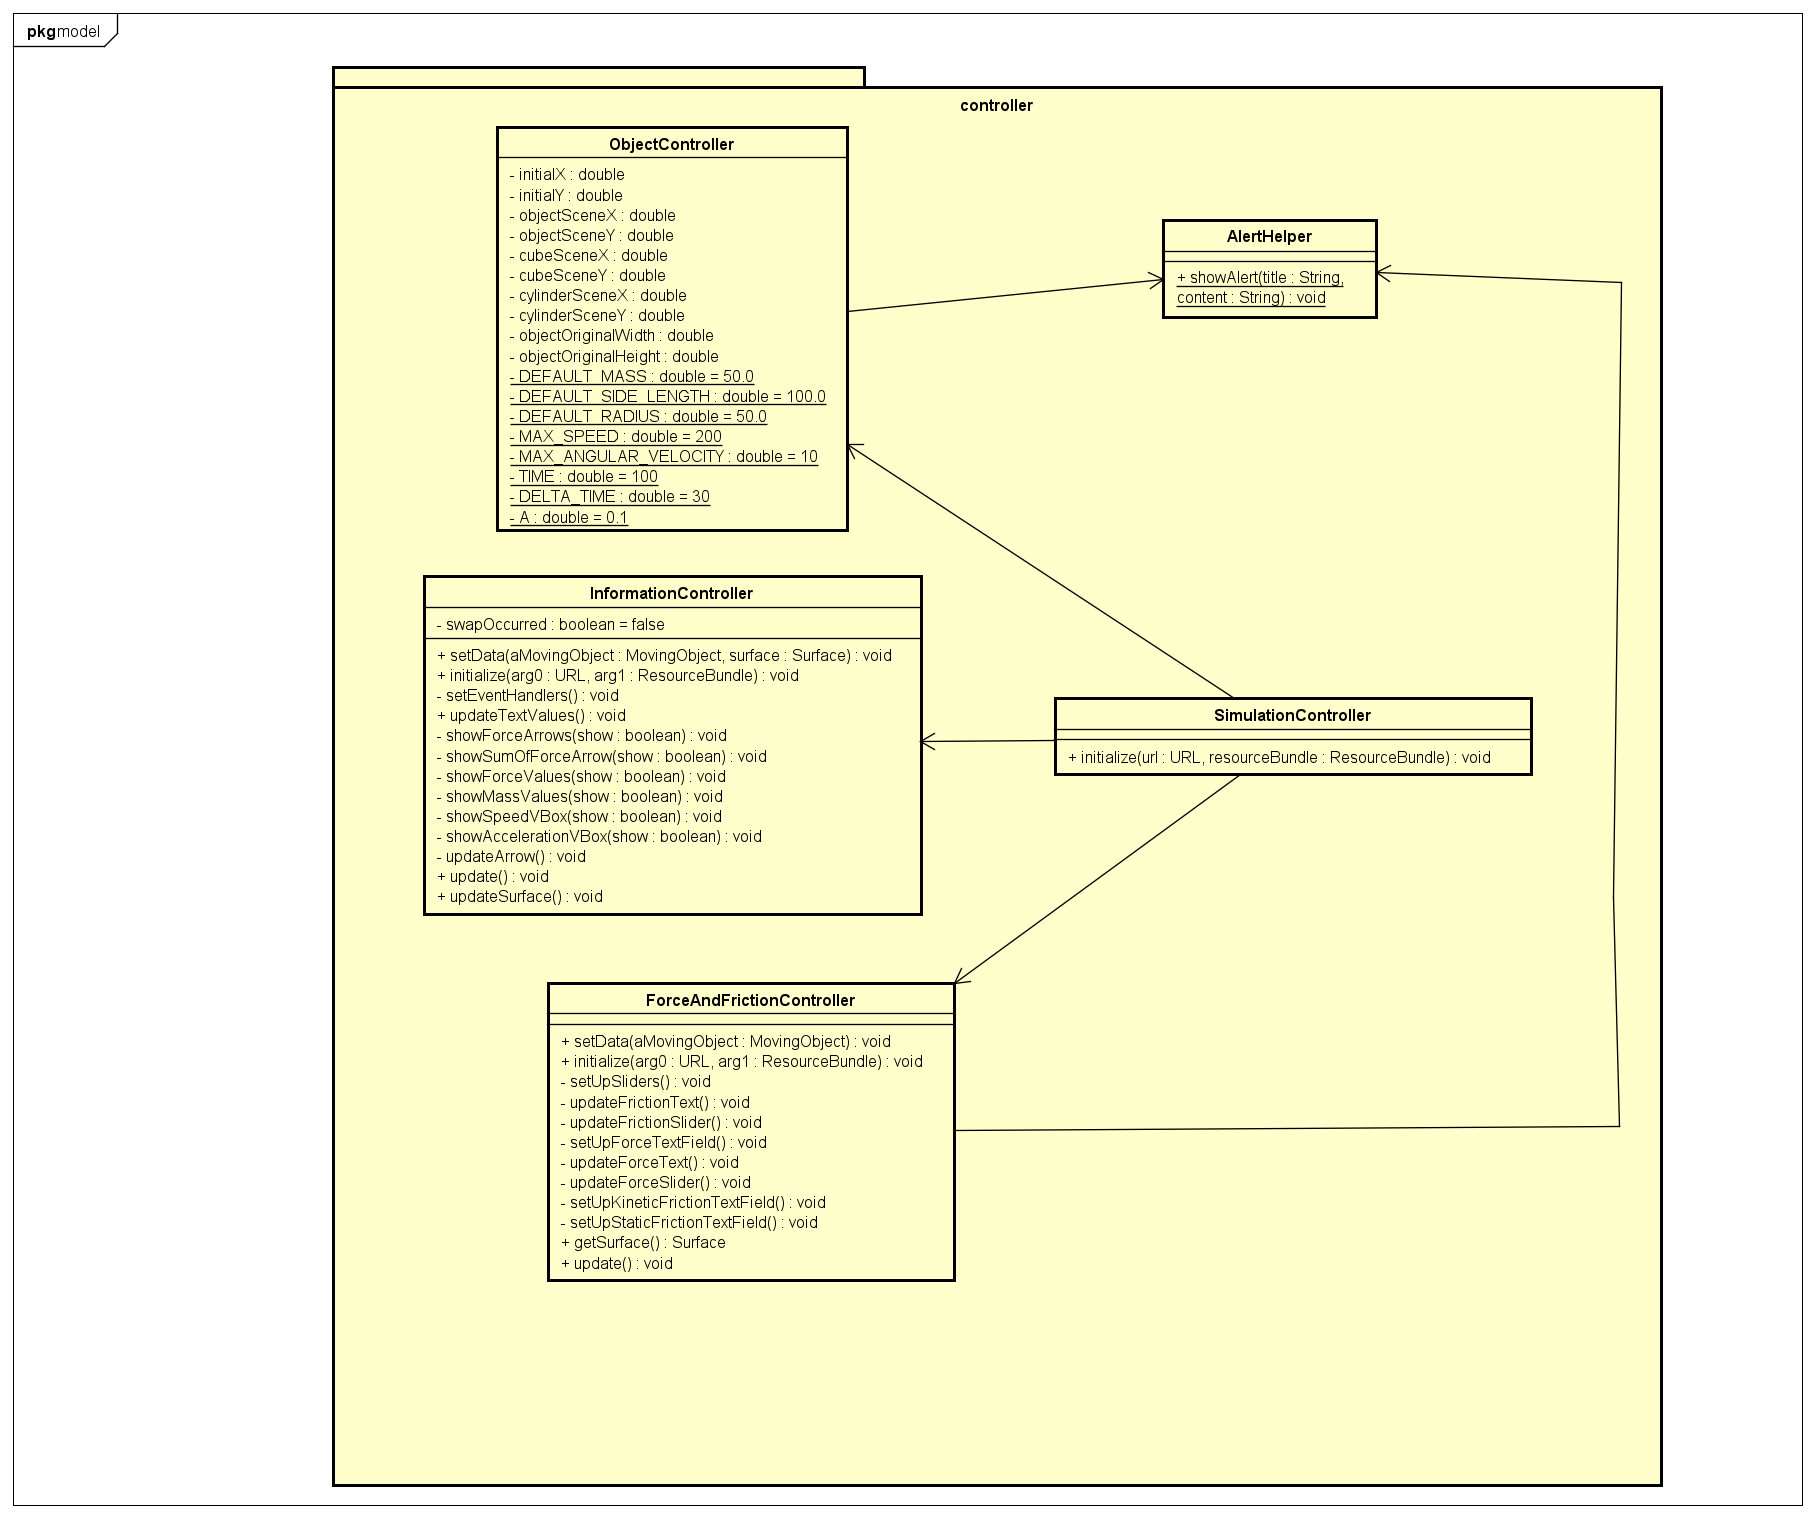 pkg model
controller
ObjectController
- initialX : double
- initialY : double
- objectSceneX : double
- objectSceneY : double
- cubeSceneX : double
- cubeSceneY : double
- cylinderSceneX : double
- cylinderSceneY : double
- objectOriginalWidth : double
- objectOriginalHeight : double
- DEFAULT_MASS : double = 50.0
- DEFAULT_SIDE_LENGTH : double = 100.0
- DEFAULT_RADIUS : double = 50.0
- MAX_SPEED : double = 200
- MAX_ANGULAR_VELOCITY : double = 10
- TIME : double = 100
- DELTA_TIME : double = 30
- A : double = 0.1
AlertHelper
+ showAlert(title : String,
content : String) : void
InformationController
- swapOccurred : boolean = false
+ setData(aMovingObject : MovingObject, surface : Surface) : void
+ initialize(arg0 : URL, arg1 : ResourceBundle) : void
- setEventHandlers() : void
+ updateTextValues() : void
- showForceArrows(show : boolean) : void
- showSumOfForceArrow(show : boolean) : void
- showForceValues(show : boolean) : void
- showMassValues(show : boolean) : void
- showSpeedVBox(show : boolean) : void
- showAccelerationVBox(show : boolean) : void
- updateArrow() : void
+ update() : void
+ updateSurface() : void
SimulationController
+ initialize(url : URL, resourceBundle : ResourceBundle) : void
ForceAndFrictionController
+ setData(aMovingObject : MovingObject) : void
+ initialize(arg0 : URL, arg1 : ResourceBundle) : void
- setUpSliders() : void
- updateFrictionText() : void
- updateFrictionSlider() : void
- setUpForceTextField() : void
- updateForceText() : void
- updateForceSlider() : void
- setUpKineticFrictionTextField() : void
- setUpStaticFrictionTextField() : void
+ getSurface() : Surface
+ update() : void